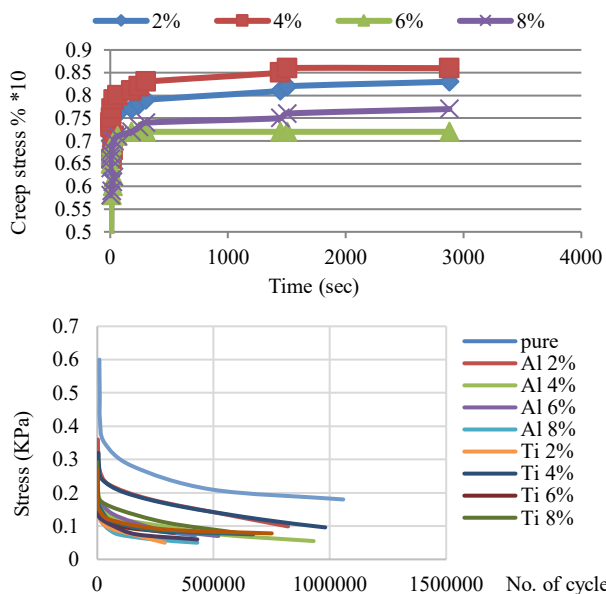 2% 4% 6% 8%
0.9
0.85
0.8
0.75
0.7
0.65
0.6
0.55
0.5
Creep stress % *10
0 1000 2000 3000 4000
Time (sec)
0.7
0.6
0.5
0.4
0.3
0.2
0.1
0
Stress (KPa)
0 500000 1000000 1500000
No. of cycle
pure
Al 2%
Al 4%
Al 6%
Al 8%
Ti 2%
Ti 4%
Ti 6%
Ti 8%